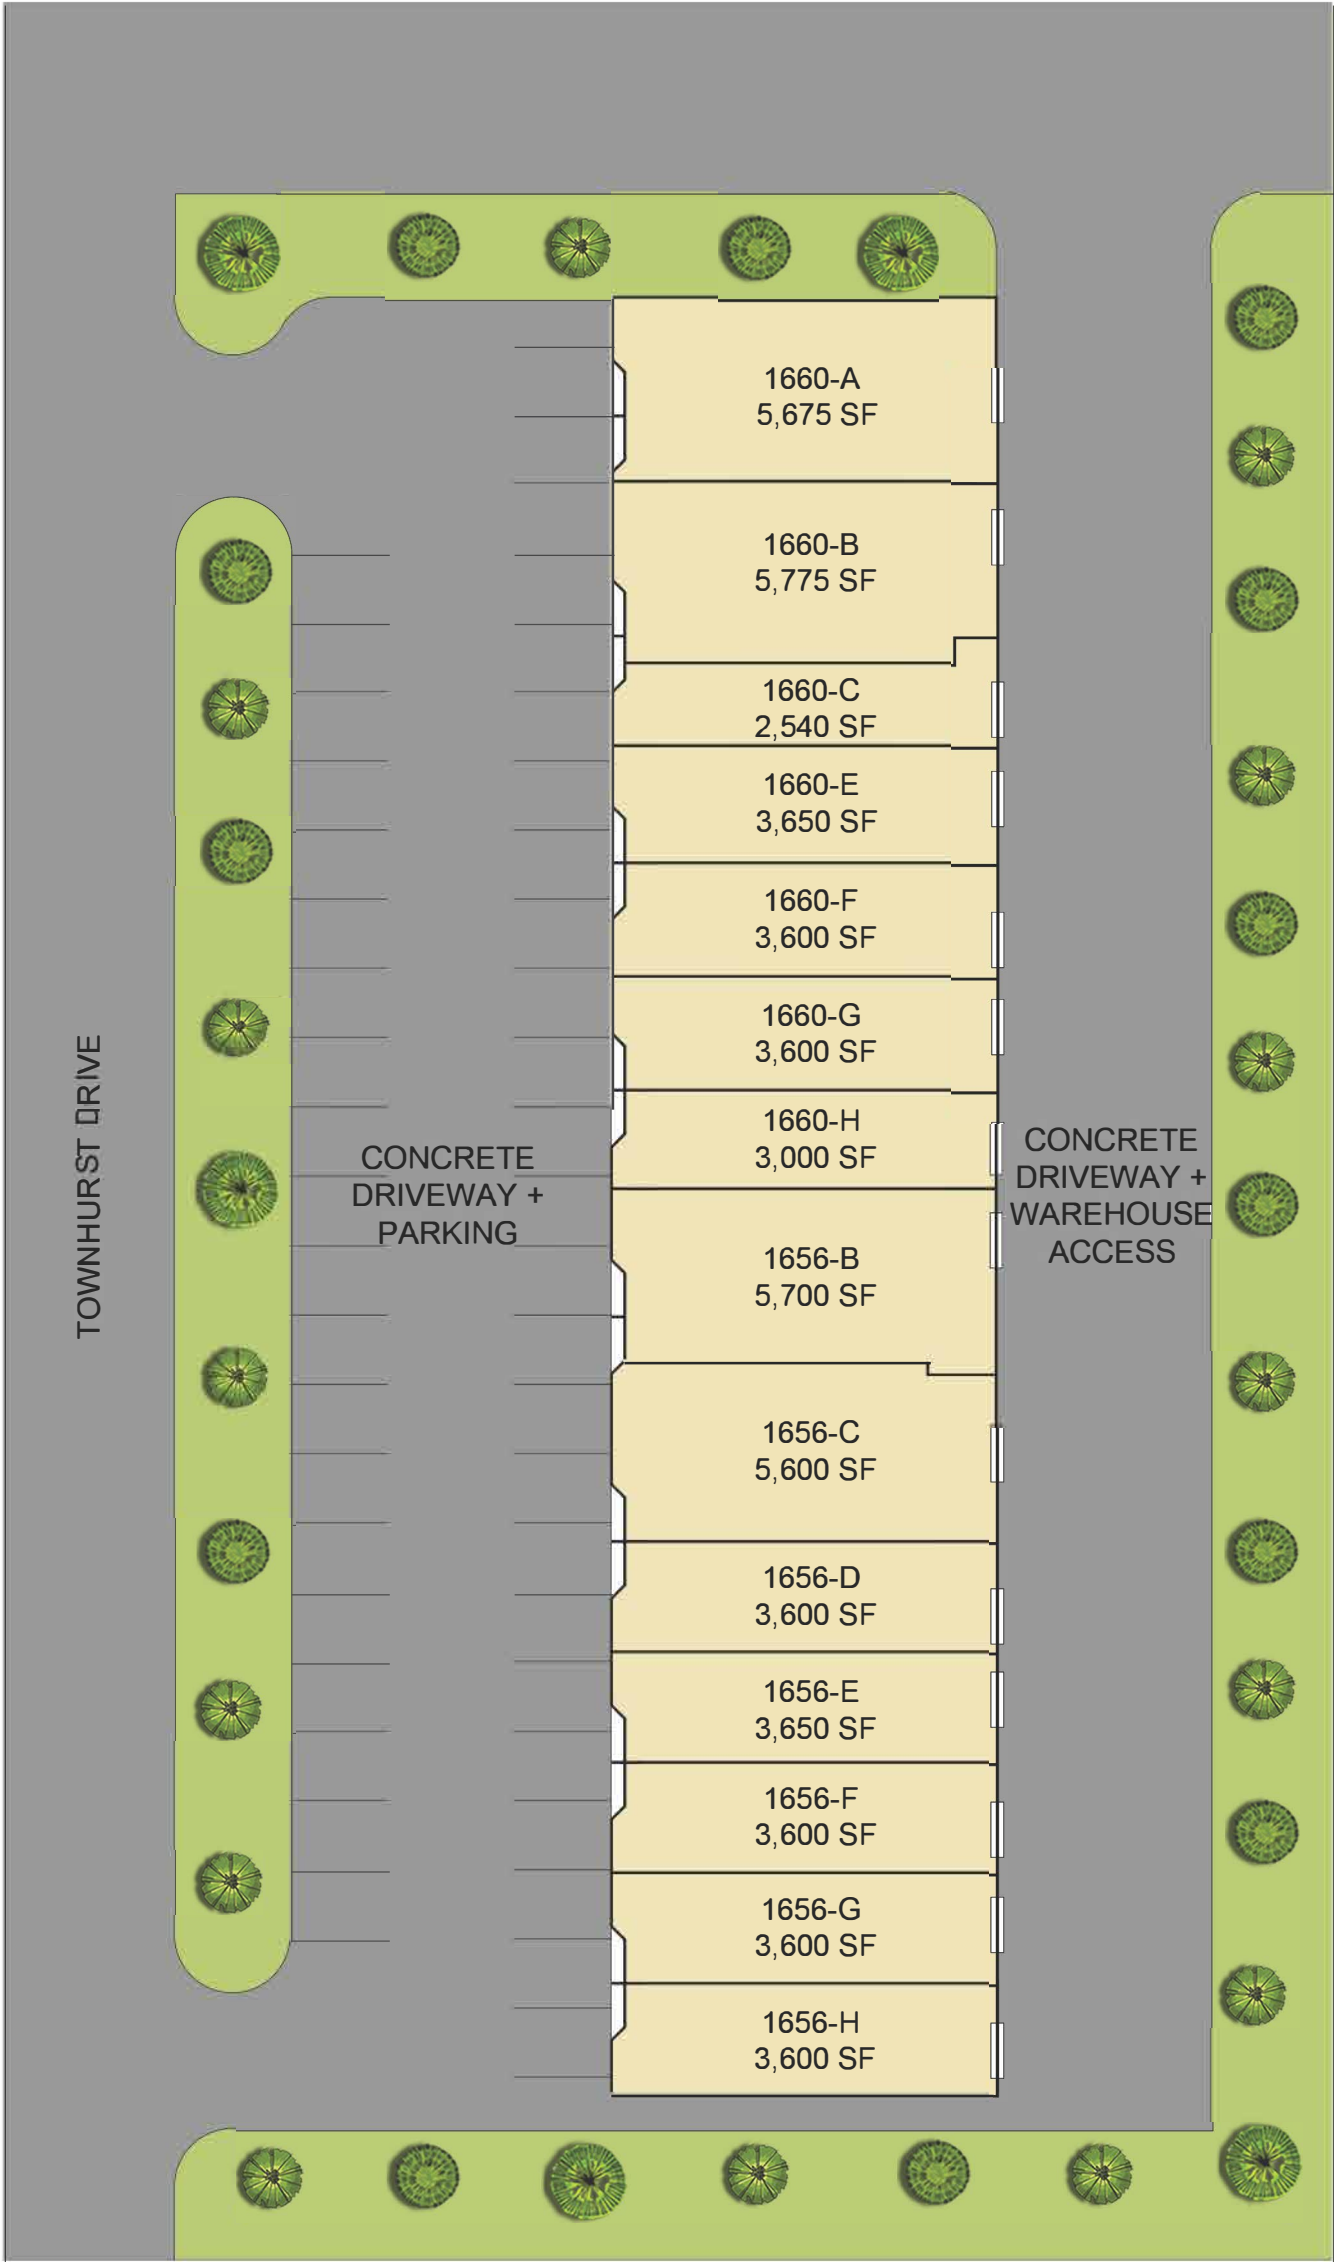 1660-A
5,675 SF
1660-B
5,775 SF
1660-C
2,540 SF
1660-E
3,650 SF
1660-F
3,600 SF
1660-G
3,600 SF
1660-H
3,000 SF
TOWNHURST DRIVE
CONCRETE
DRIVEWAY +
PARKING
CONCRETE
DRIVEWAY +
WAREHOUSE
ACCESS
1656-B
5,700 SF
1656-C
5,600 SF
1656-D
3,600 SF
1656-E
3,650 SF
1656-F
3,600 SF
1656-G
3,600 SF
1656-H
3,600 SF